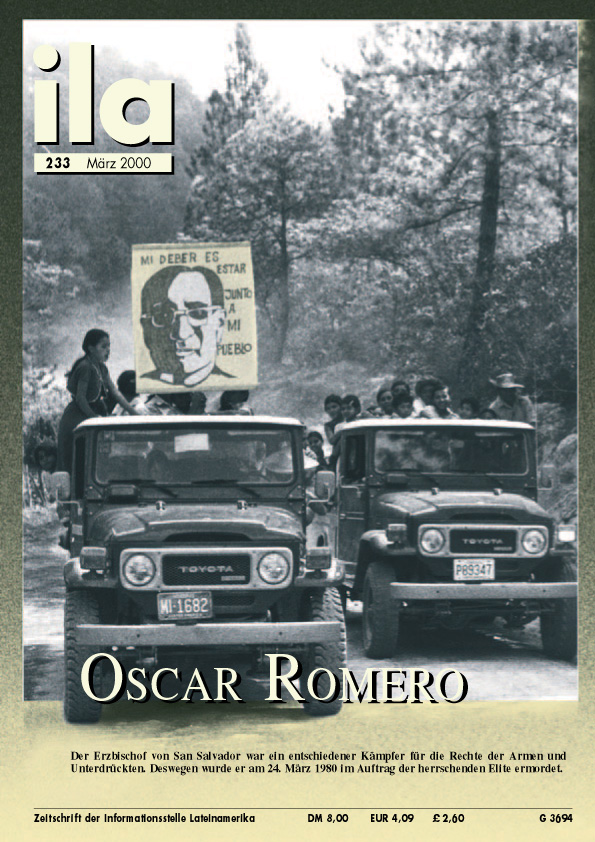 ila
233 März 2000
MI DEBER ES
ESTAR
JUNTO
A
MI
PUEBLO
TOYOTA
TOYOTA
P89347
MI-1682
OSCAR ROMERO
Der Erzbischof von San Salvador war ein entschiedener Kämpfer für die Rechte der Armen und
Unterdrückten. Deswegen wurde er am 24. März 1980 im Auftrag der herrschenden Elite ermordet.
Zeitschrift der Informationsstelle Lateinamerika DM 8,00 EUR 4,09 £ 2,60 G 3694